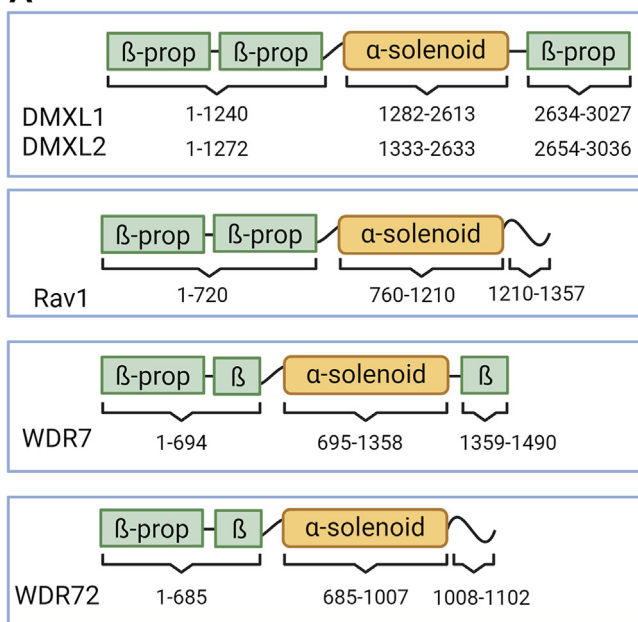 ß-prop ß-prop α-solenoid ß-prop
DMXL1 1-1240 1282-2613 2634-3027
DMXL2 1-1272 1333-2633 2654-3036
ß-prop ß-prop α-solenoid
Rav1 1-720 760-1210 1210-1357
ß-prop ß α-solenoid ß
WDR7 1-694 695-1358 1359-1490
ß-prop ß α-solenoid
WDR72 1-685 685-1007 1008-1102